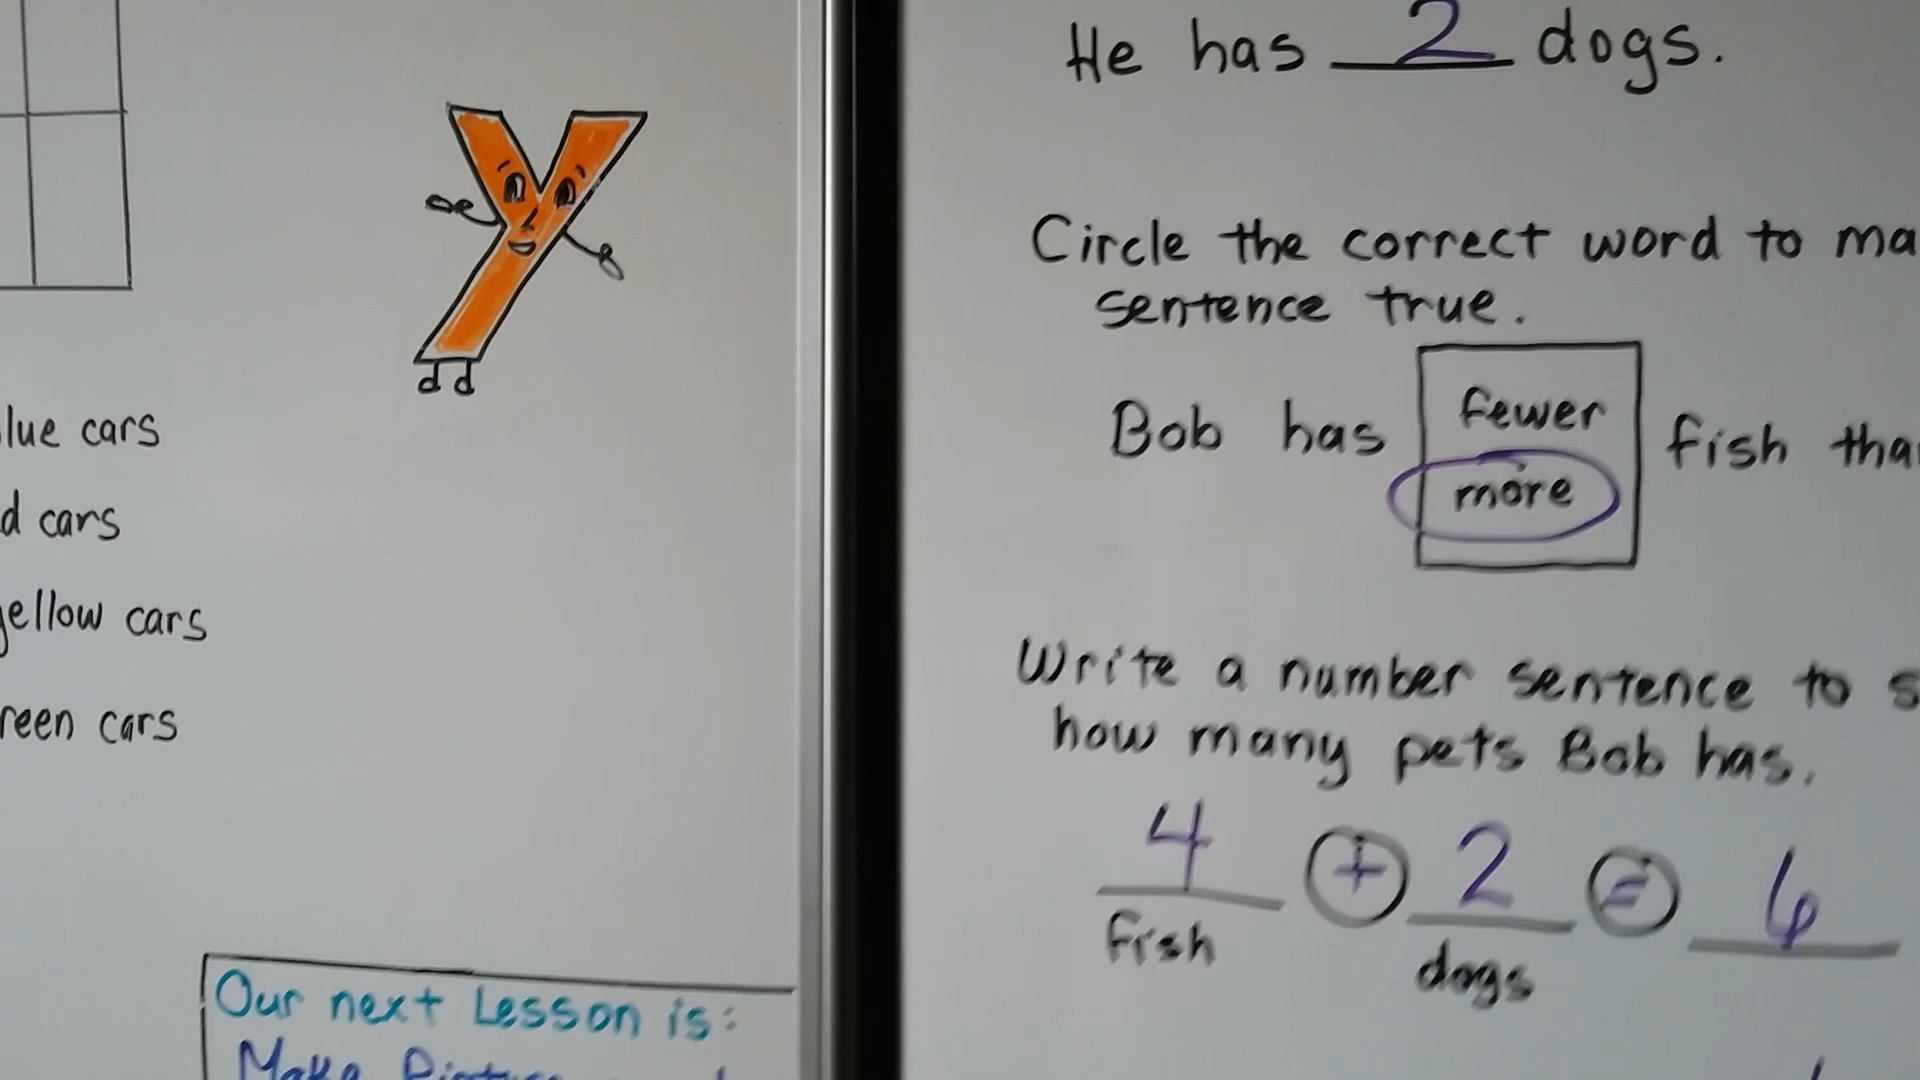 lue cars
d cars
yellow cars
reen cars
Our next Lesson is:
Make
He has 2 dogs.
Circle the correct word to ma
sentence true.
Bob has fewer more fish tha
Write a number sentence to s
how many pets Bob has.
4 + 2 = 6
fish dogs